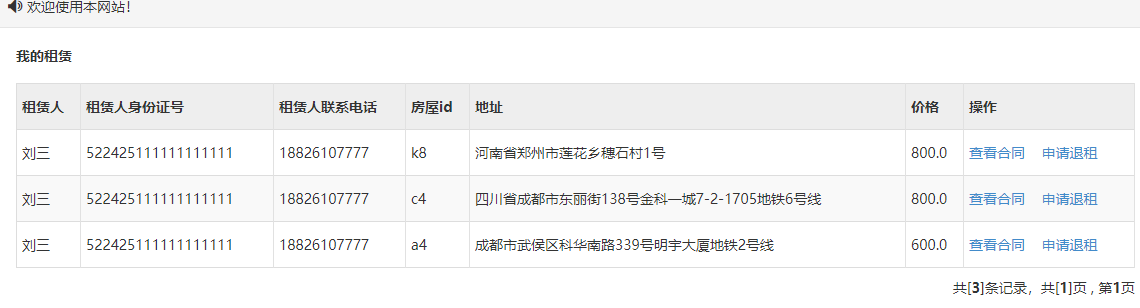 欢迎使用本网站！
我的租赁
租赁人 租赁人身份证号 租赁人联系电话 房屋id 地址 价格 操作
刘三 522425111111111111 18826107777 k8 河南省郑州市莲花乡穗石村1号 800.0 查看合同 申请退租
刘三 522425111111111111 18826107777 c4 四川省成都市东丽街138号金科一城7-2-1705地铁6号线 800.0 查看合同 申请退租
刘三 522425111111111111 18826107777 a4 成都市武侯区科华南路339号明宇大厦地铁2号线 600.0 查看合同 申请退租
共[3]条记录，共[1]页 , 第1页